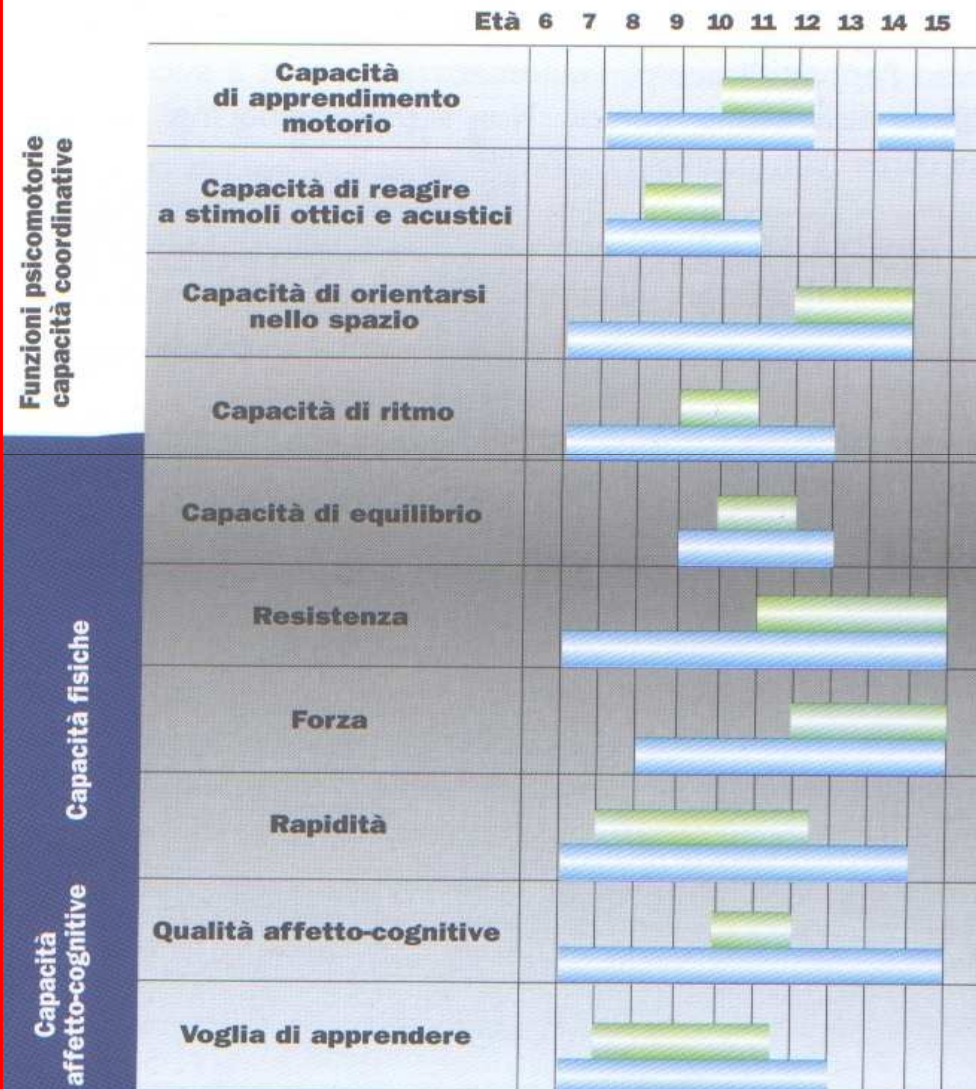 Età 6 7 8 9 10 11 12 13 14 15
Funzioni psicomotorie
capacità coordinative
Capacità
di apprendimento
motorio
Capacità di reagire
a stimoli ottici e acustici
Capacità di orientarsi
nello spazio
Capacità di ritmo
Capacità di equilibrio
Capacità fisiche
Resistenza
Forza
Rapidità
Capacità
affetto-cognitive
Qualità affetto-cognitive
Voglia di apprendere